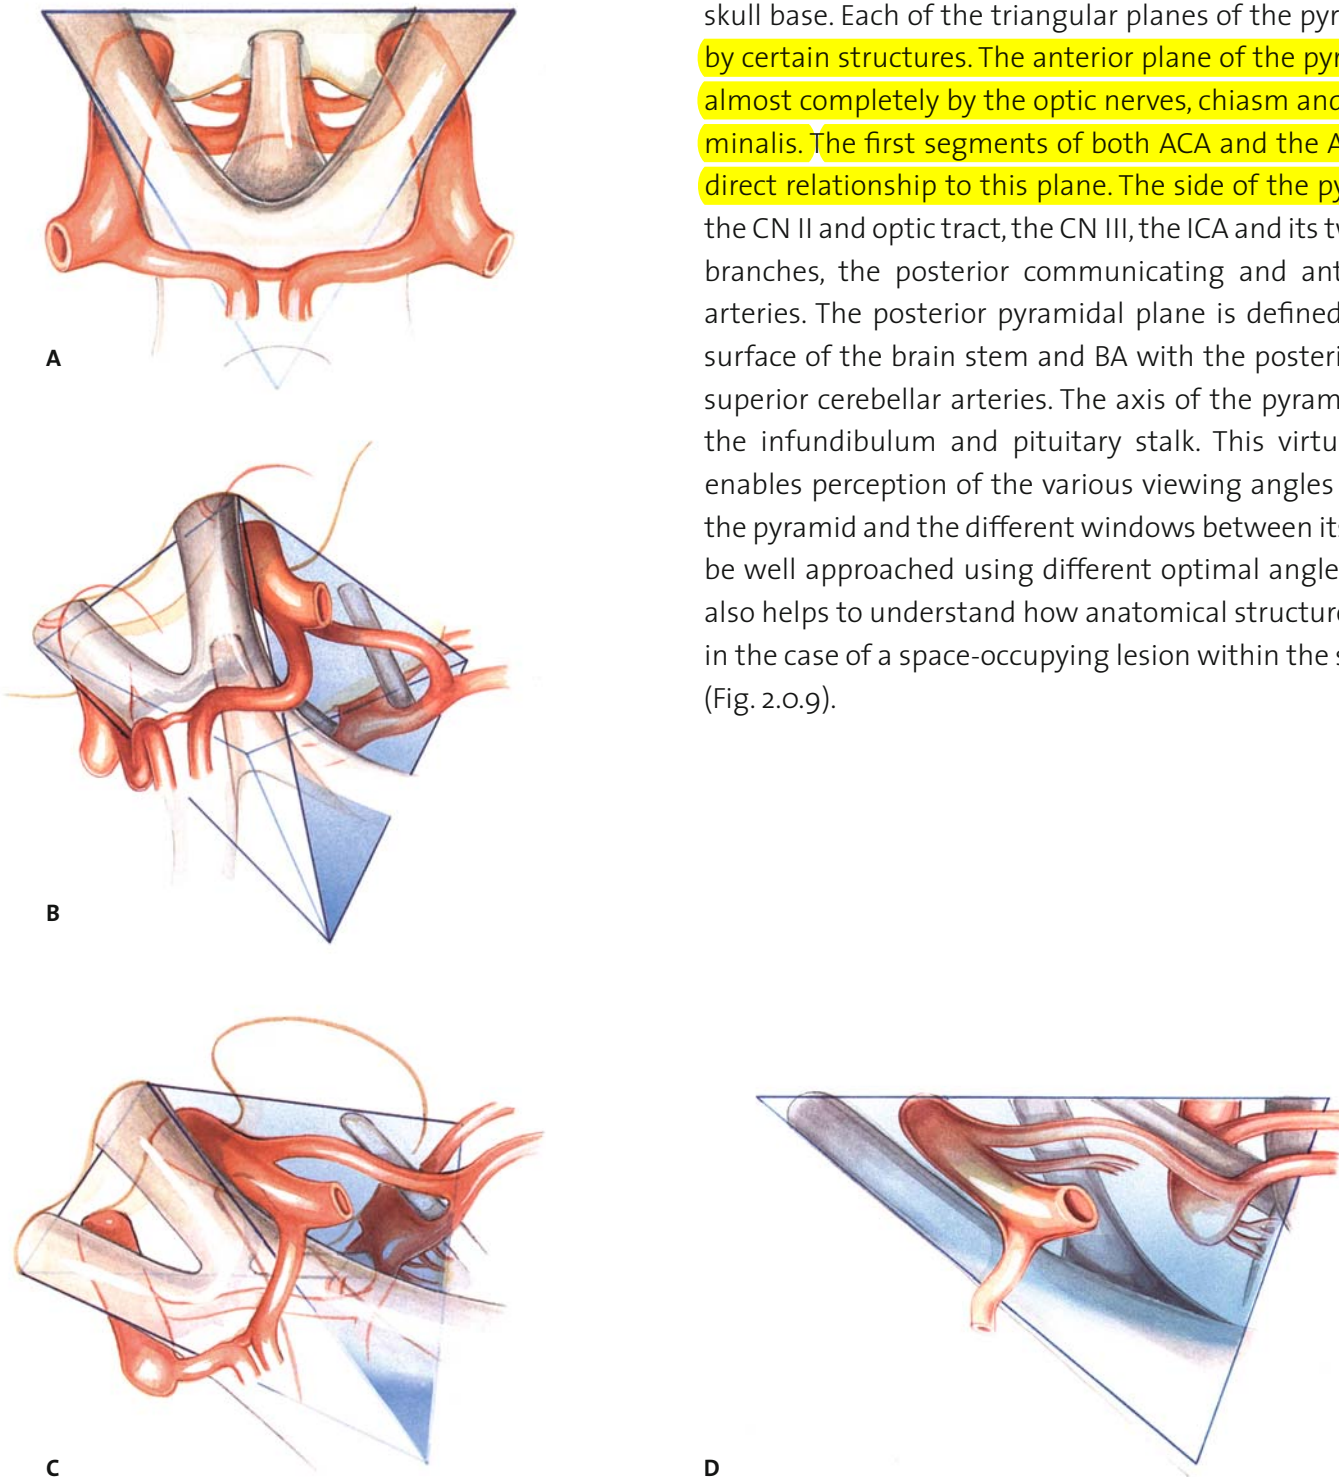 skull base. Each of the triangular planes of the pyr
by certain structures. The anterior plane of the pyr
almost completely by the optic nerves, chiasm and
minalis. The first segments of both ACA and the A
direct relationship to this plane. The side of the py
the CN II and optic tract, the CN III, the ICA and its t
branches, the posterior communicating and ant
arteries. The posterior pyramidal plane is defined
surface of the brain stem and BA with the posteri
superior cerebellar arteries. The axis of the pyram
the infundibulum and pituitary stalk. This virtu
enables perception of the various viewing angles
the pyramid and the different windows between its
be well approached using different optimal angle
also helps to understand how anatomical structur
in the case of a space-occupying lesion within the s
(Fig. 2.0.9).
A
B
C
D